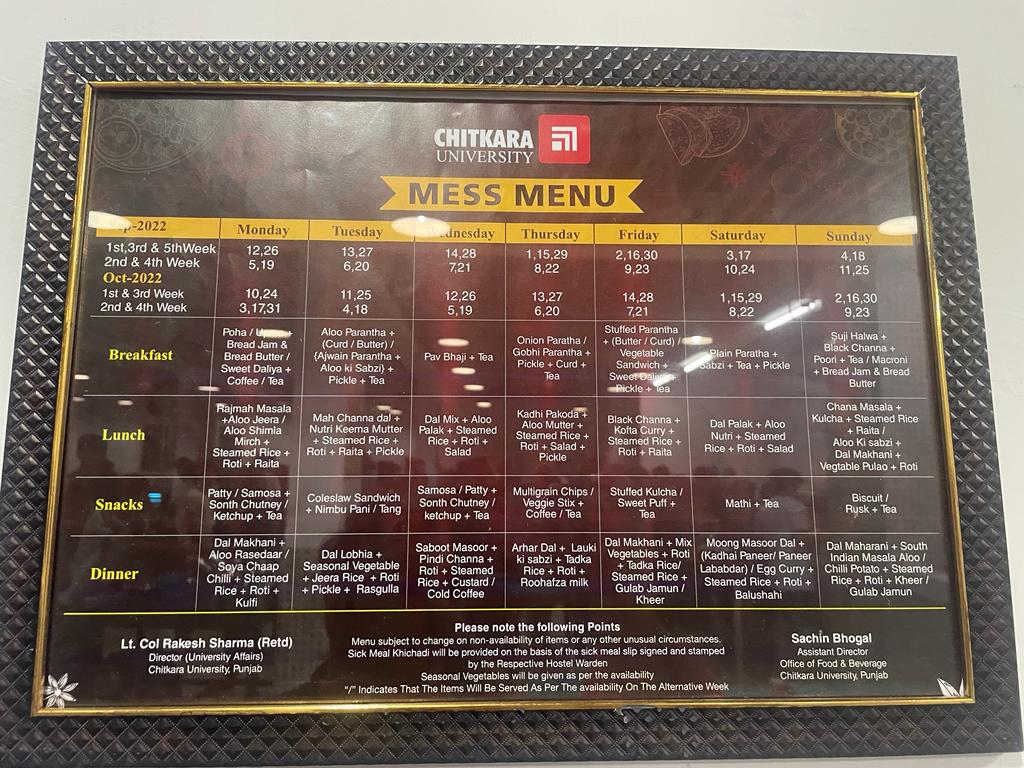 CHITKARA
UNIVERSITY
MESS MENU
Sep-2022 Monday Tuesday Wednesday Thursday Friday Saturday Sunday
1st,3rd & 5thWeek 12,26 13,27 14,28 1,15,29 2,16,30 3,17 4,18
2nd & 4th Week 5,19 6,20 7,21 8,22 9,23 10,24 11,25
Oct-2022
1st & 3rd Week 10,24 11,25 12,26 13,27 14,28 1,15,29 2,16,30
2nd & 4th Week 3,17,31 4,18 5,19 6,20 7,21 8,22 9,23
Breakfast
Poha / Upma +
Bread Jam &
Bread Butter /
Sweet Daliya +
Coffee / Tea
Aloo Parantha +
(Curd / Butter) /
{Ajwain Parantha +
Aloo ki Sabzi} +
Pickle + Tea
Pav Bhaji + Tea
Onion Paratha /
Gobhi Parantha +
Pickle + Curd +
Tea
Stuffed Parantha
+ (Butter / Curd) /
Vegetable
Sandwich +
Sweet Daliya +
Pickle + Tea
Plain Paratha +
Sabzi + Tea + Pickle
Suji Halwa +
Black Channa +
Poori + Tea / Macroni
+ Bread Jam & Bread
Butter
Lunch
Rajmah Masala
+Aloo Jeera /
Aloo Shimla
Mirch +
Steamed Rice +
Roti + Raita
Mah Channa dal +
Nutri Keema Mutter
+ Steamed Rice +
Roti + Raita + Pickle
Dal Mix + Aloo
Palak + Steamed
Rice + Roti +
Salad
Kadhi Pakoda +
Aloo Mutter +
Steamed Rice +
Roti + Salad +
Pickle
Black Channa +
Kofta Curry +
Steamed Rice +
Roti + Raita
Dal Palak + Aloo
Nutri + Steamed
Rice + Roti + Salad
Chana Masala +
Kulcha + Steamed Rice
+ Raita /
Aloo Ki sabzi +
Dal Makhani +
Vegtable Pulao + Roti
Snacks
Patty / Samosa +
Sonth Chutney /
Ketchup + Tea
Coleslaw Sandwich
+ Nimbu Pani / Tang
Samosa / Patty +
Sonth Chutney /
ketchup + Tea
Multigrain Chips /
Veggie Stix +
Coffee / Tea
Stuffed Kulcha /
Sweet Puff +
Tea
Mathi + Tea
Biscuit /
Rusk + Tea
Dinner
Dal Makhani +
Aloo Rasedaar /
Soya Chaap
Chilli + Steamed
Rice + Roti +
Kulfi
Dal Lobhia +
Seasonal Vegetable
+ Jeera Rice + Roti
+ Pickle + Rasgulla
Saboot Masoor +
Pindi Channa +
Roti + Steamed
Rice + Custard /
Cold Coffee
Arhar Dal + Lauki
ki sabzi + Tadka
Rice + Roti +
Roohafza milk
Dal Makhani + Mix
Vegetables + Roti
+ Tadka Rice/
Steamed Rice +
Gulab Jamun /
Kheer
Moong Masoor Dal +
(Kadhai Paneer/ Paneer
Lababdar) / Egg Curry +
Steamed Rice + Roti +
Balushahi
Dal Maharani + South
Indian Masala Aloo /
Chilli Potato + Steamed
Rice + Roti + Kheer /
Gulab Jamun
Lt. Col Rakesh Sharma (Retd)
Director (University Affairs)
Chitkara University, Punjab
Please note the following Points
Menu subject to change on non-availability of items or any other unusual circumstances.
Sick Meal Khichadi will be provided on the basis of the sick meal slip signed and stamped
by the Respective Hostel Warden
Seasonal Vegetables will be given as per the availability
"/" Indicates That The Items Will Be Served As Per The availability On The Alternative Week
Sachin Bhogal
Assistant Director
Office of Food & Beverage
Chitkara University, Punjab